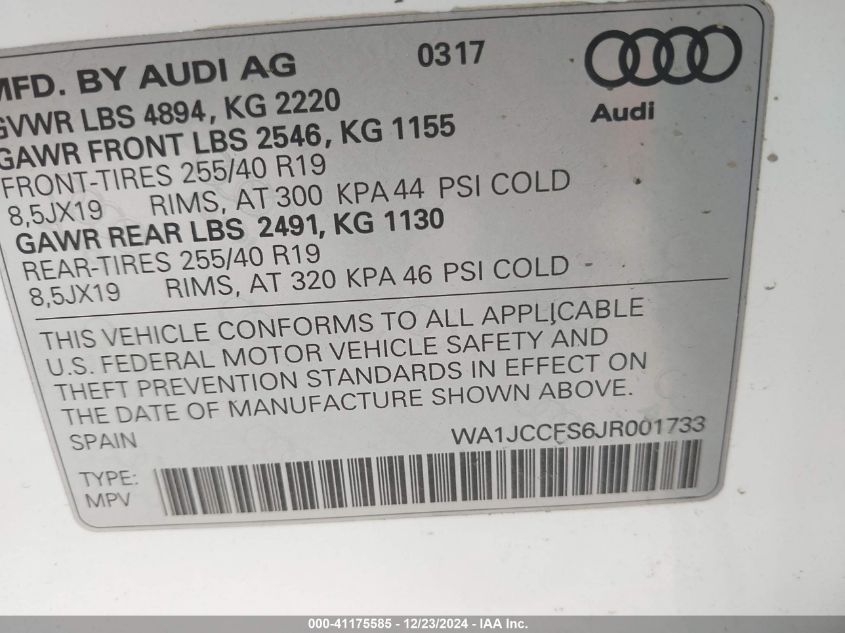 MFD. BY AUDI AG 0317
GVWR LBS 4894, KG 2220
Audi
GAWR FRONT LBS 2546, KG 1155
FRONT-TIRES 255/40 R19
8,5JX19 RIMS, AT 300 KPA 44 PSI COLD
GAWR REAR LBS 2491, KG 1130
REAR-TIRES 255/40 R19
8,5JX19 RIMS, AT 320 KPA 46 PSI COLD
THIS VEHICLE CONFORMS TO ALL APPLICABLE
U.S. FEDERAL MOTOR VEHICLE SAFETY AND
THEFT PREVENTION STANDARDS IN EFFECT ON
THE DATE OF MANUFACTURE SHOWN ABOVE.
SPAIN WA1JCCFS6JR001733
TYPE:
MPV
000-41175585 - 12/23/2024 - IAA Inc.